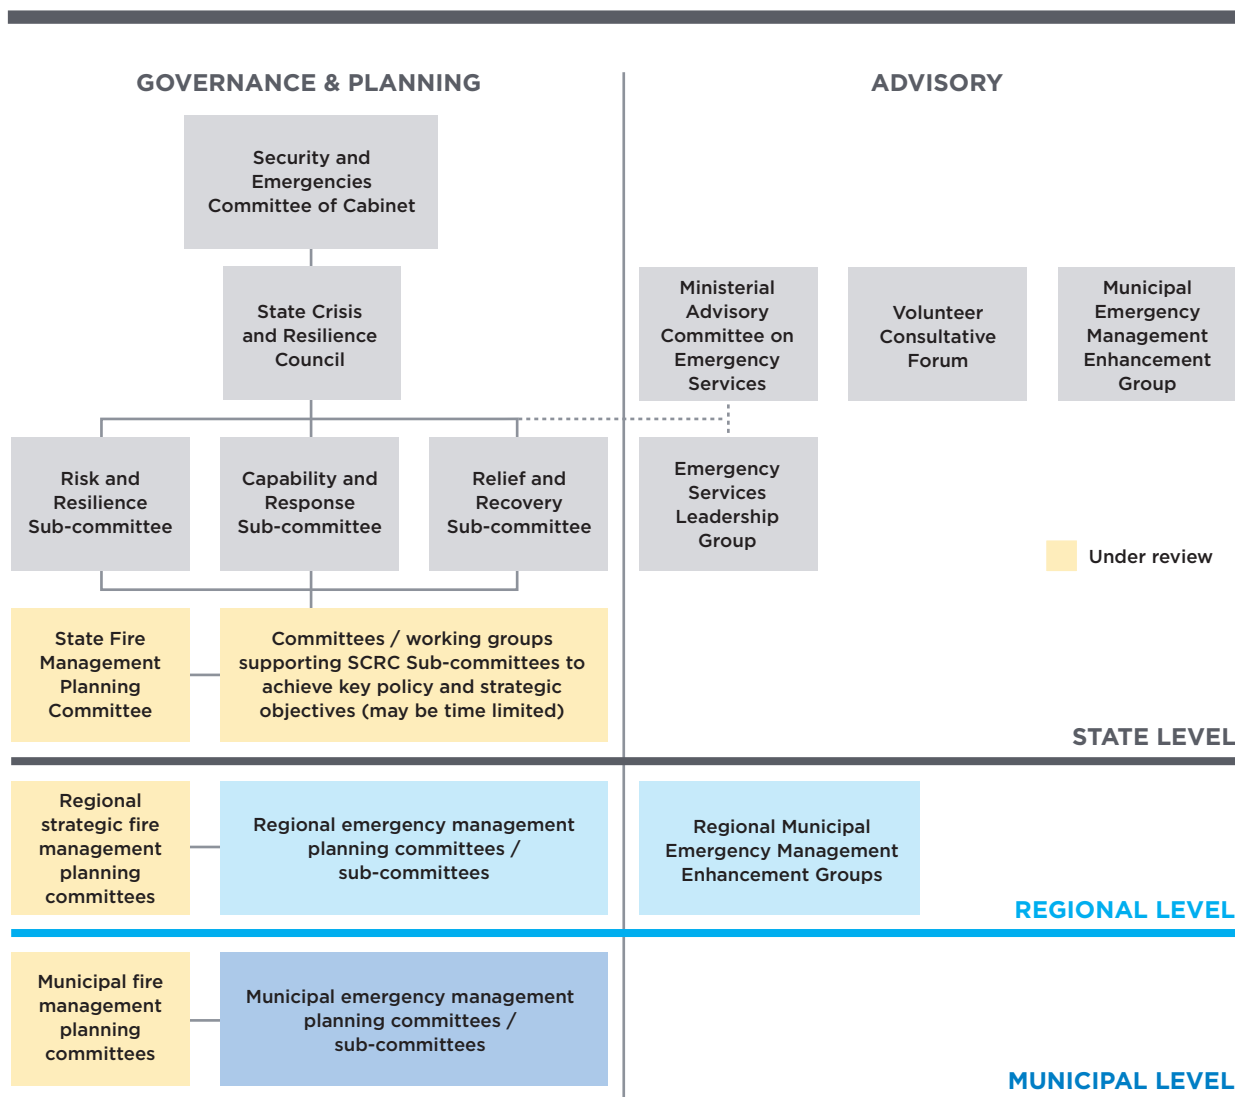 GOVERNANCE & PLANNING
ADVISORY
Security and
Emergencies
Committee of Cabinet
State Crisis
and Resilience
Council
Ministerial
Advisory
Committee on
Emergency
Services
Volunteer
Consultative
Forum
Municipal
Emergency
Management
Enhancement
Group
Risk and
Resilience
Sub-committee
Capability and
Response
Sub-committee
Relief and
Recovery
Sub-committee
Emergency
Services
Leadership
Group
Under review
State Fire
Management
Planning
Committee
Committees / working groups
supporting SCRC Sub-committees to
achieve key policy and strategic
objectives (may be time limited)
STATE LEVEL
Regional
strategic fire
management
planning
committees
Regional emergency management
planning committees /
sub-committees
Regional Municipal
Emergency Management
Enhancement Groups
REGIONAL LEVEL
Municipal fire
management
planning
committees
Municipal emergency management
planning committees /
sub-committees
MUNICIPAL LEVEL